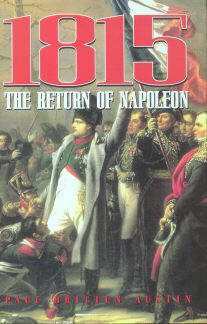 1815
THE RETURN OF NAPOLEON
PAUL BRITTEN AUSTIN